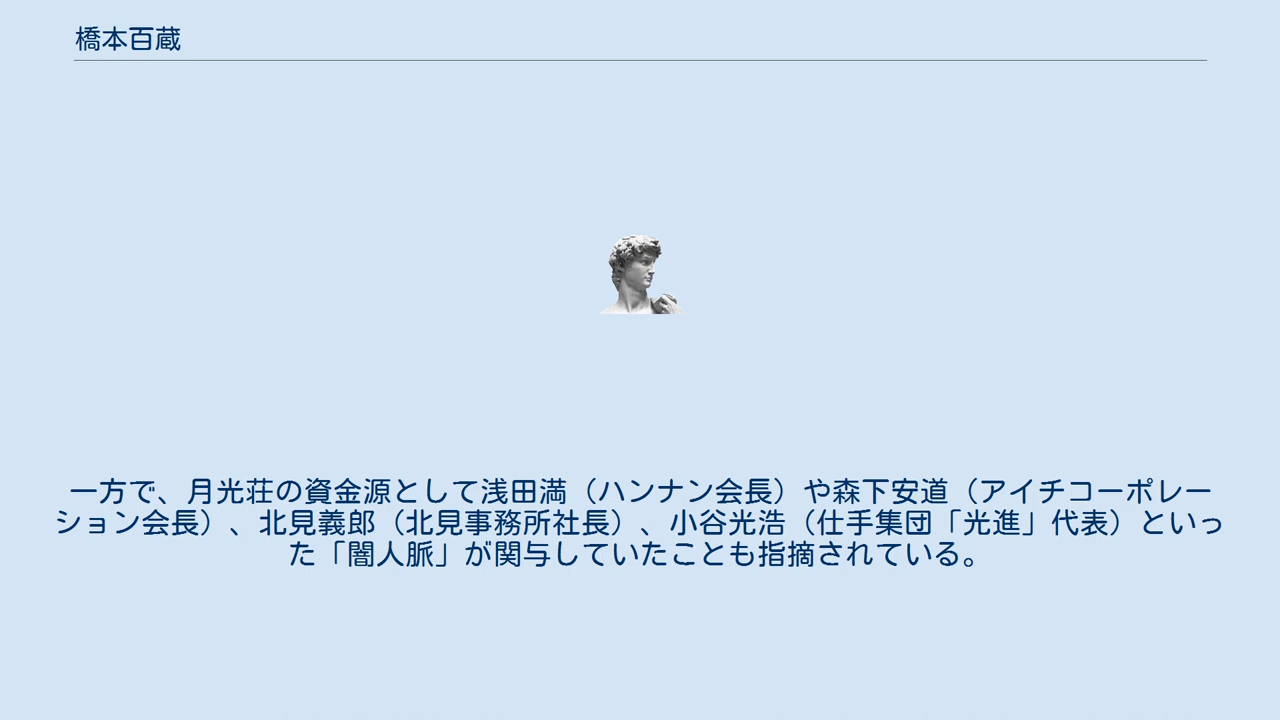 橋本百蔵
一方で、月光荘の資金源として浅田満（ハンナン会長）や森下安道（アイチコーポレー
ション会長）、北見義郎（北見事務所社長）、小谷光浩（仕手集団「光進」代表）といっ
た「闇人脈」が関与していたことも指摘されている。